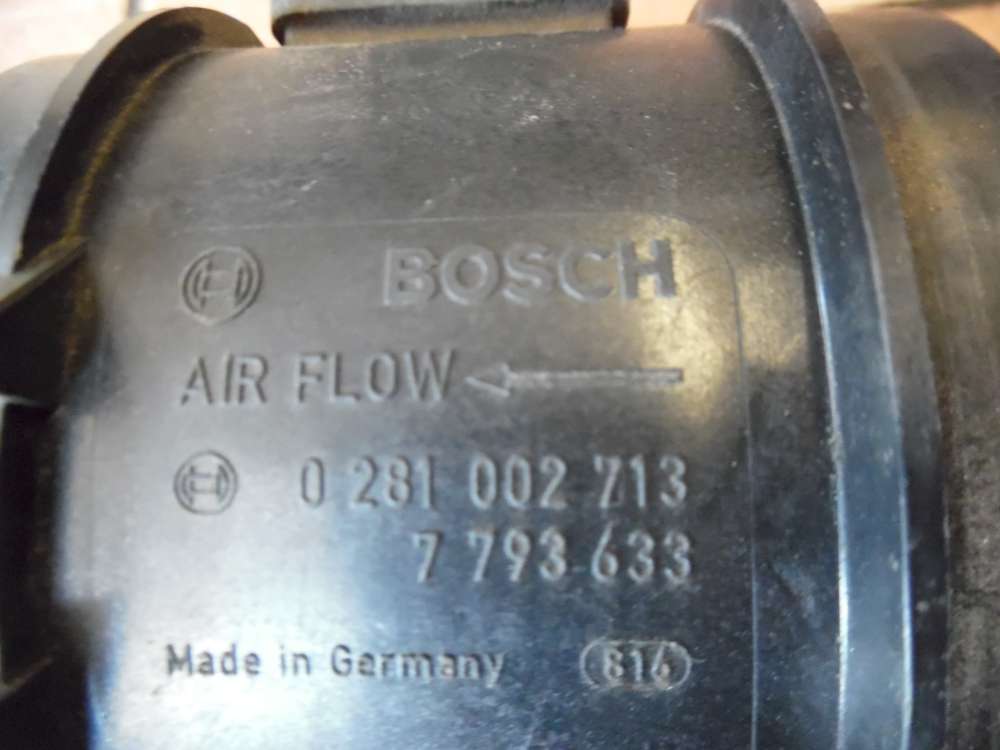 BOSCH
AIR FLOW
0 281 002 713
7 793 633
Made in Germany 816